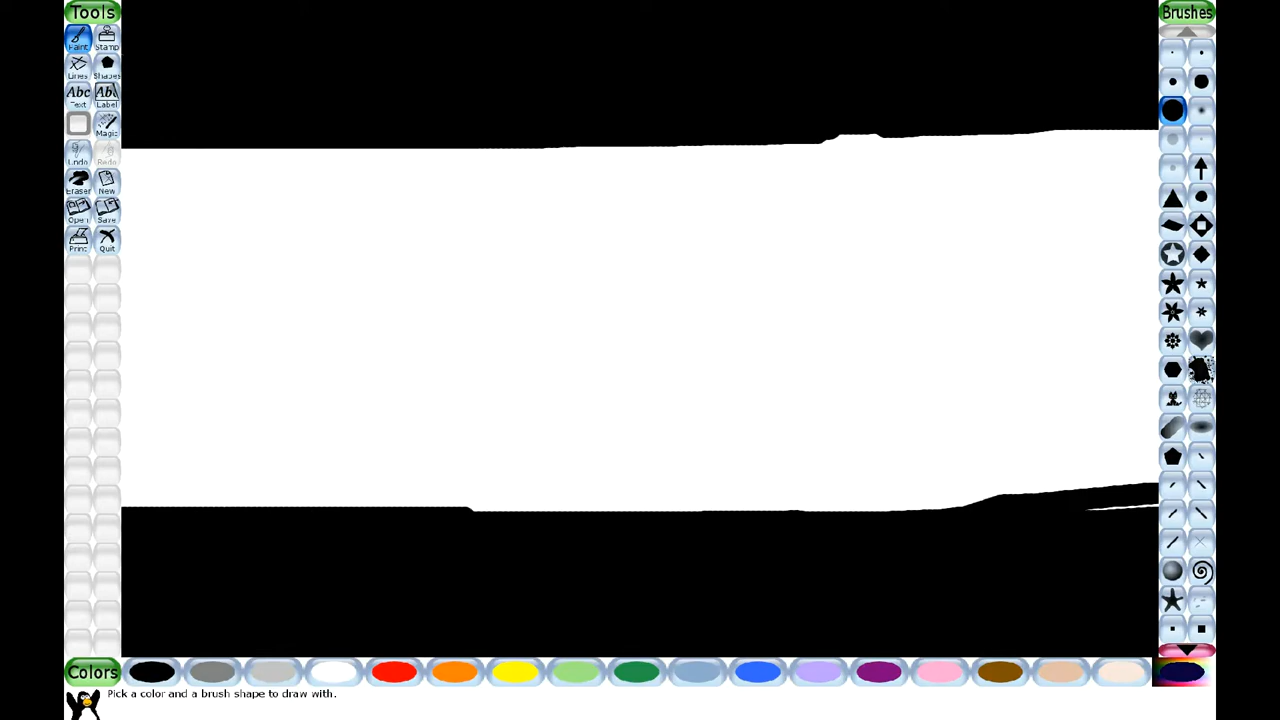 Tools
Brushes
Paint
Stamp
Lines
Shapes
Abc
Text
Abc
Label
Magic
Undo
Redo
Eraser
New
Open
Save
Print
Quit
Colors
Pick a color and a brush shape to draw with.